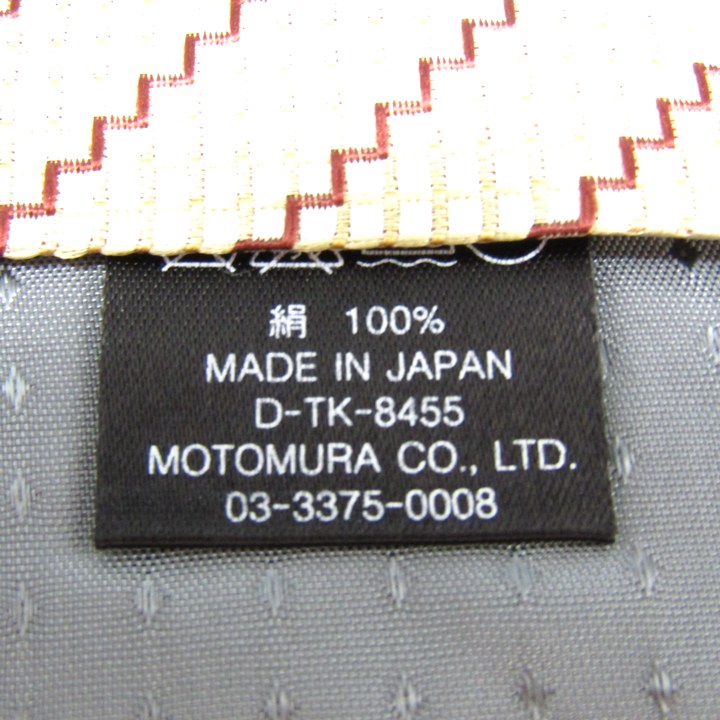 絹 100%
MADE IN JAPAN
D-TK-8455
MOTOMURA CO., LTD.
03-3375-0008